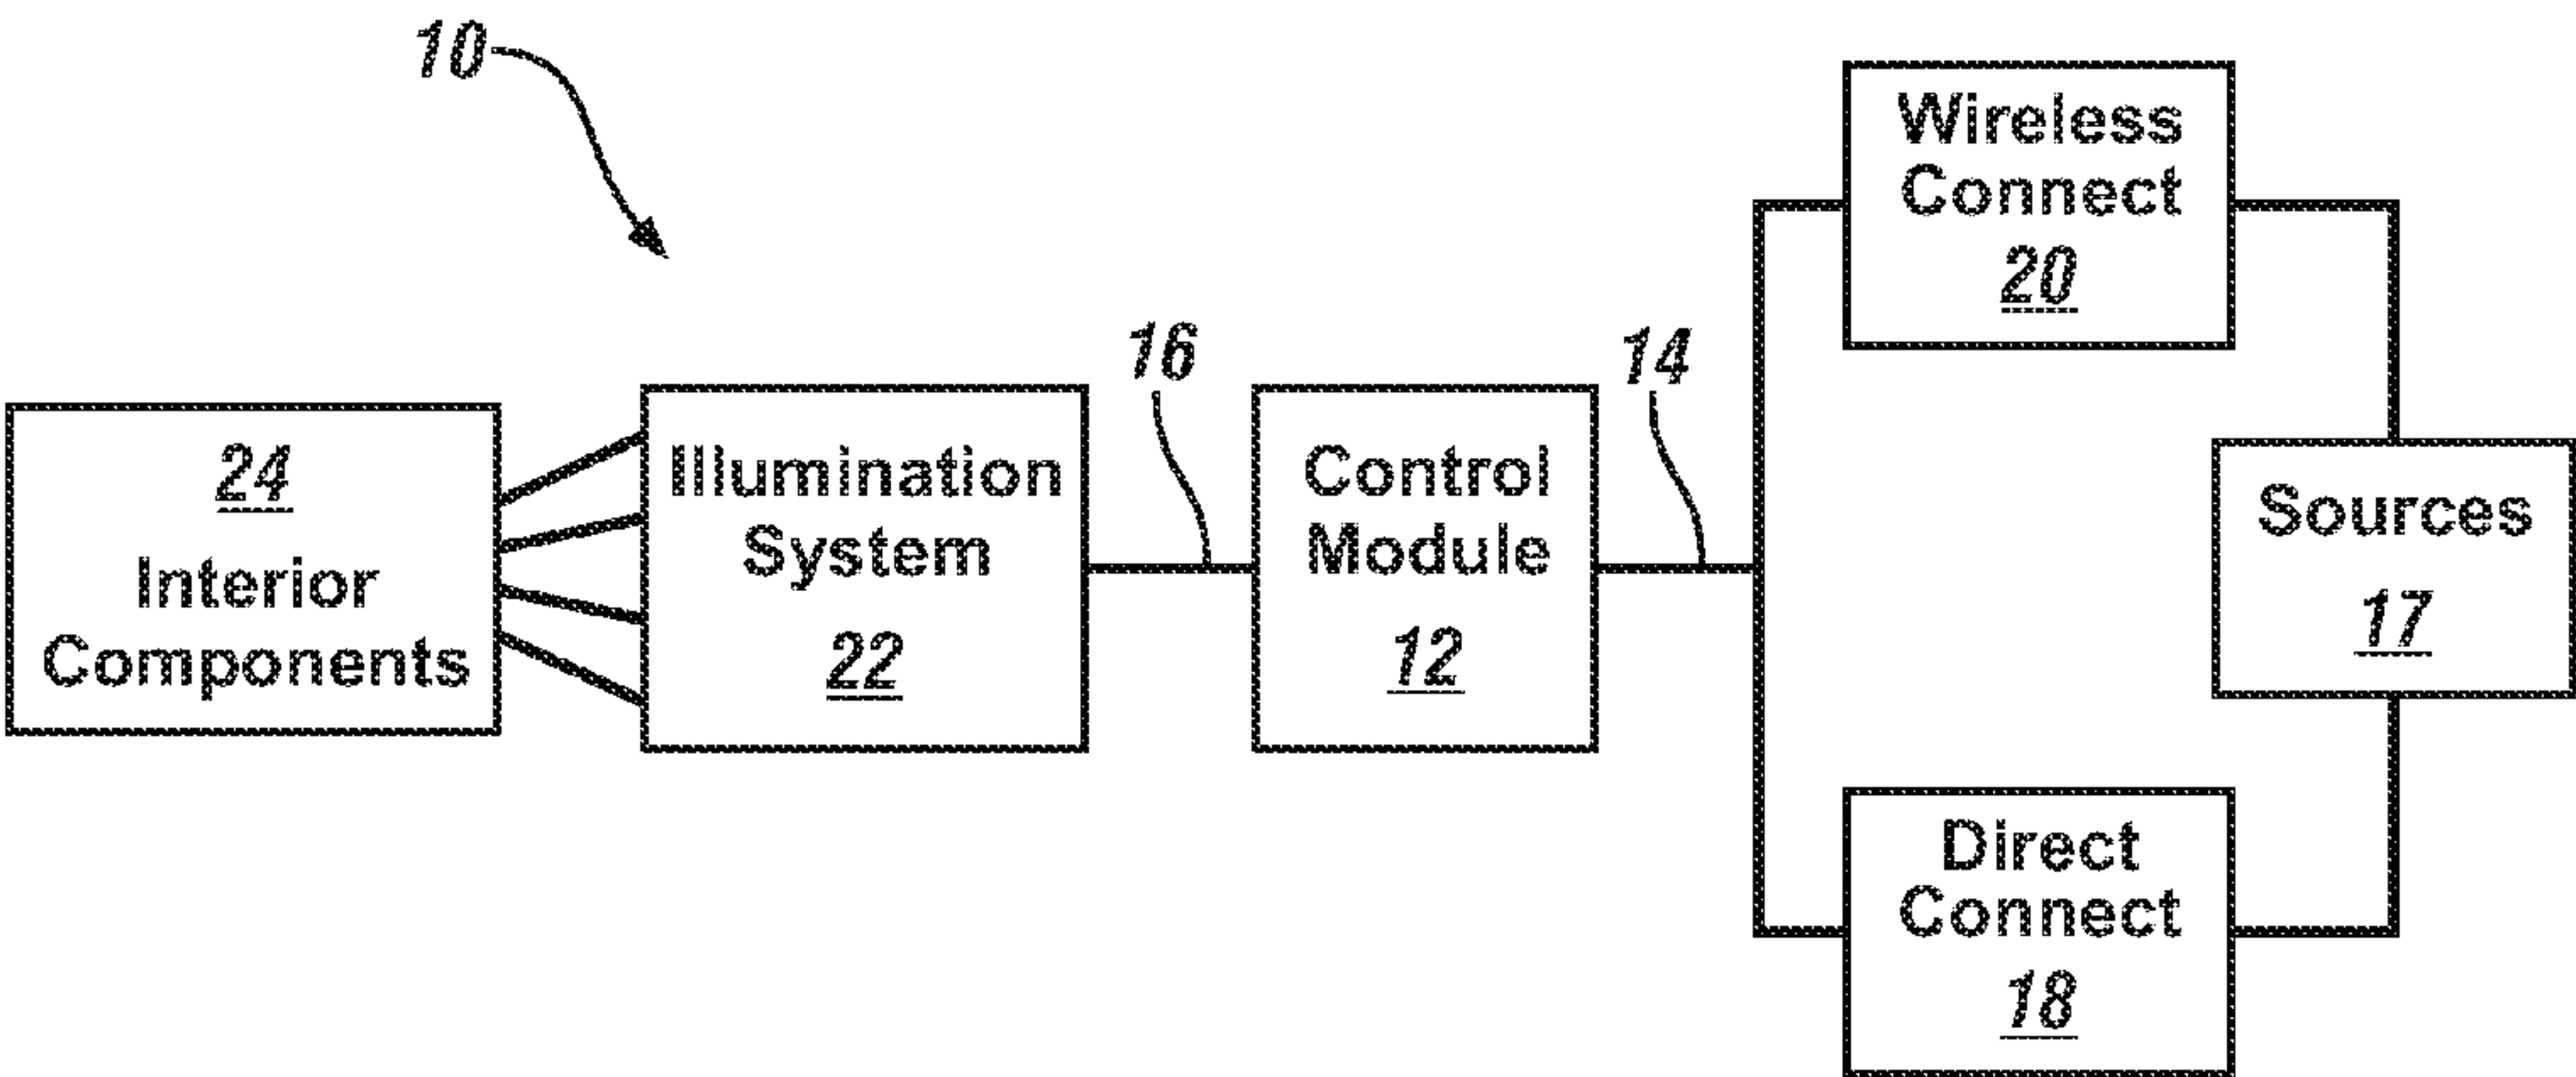 10
Wireless
Connect
20
16
14
24
Interior
Components
Illumination
System
22
Control
Module
12
Sources
17
Direct
Connect
18